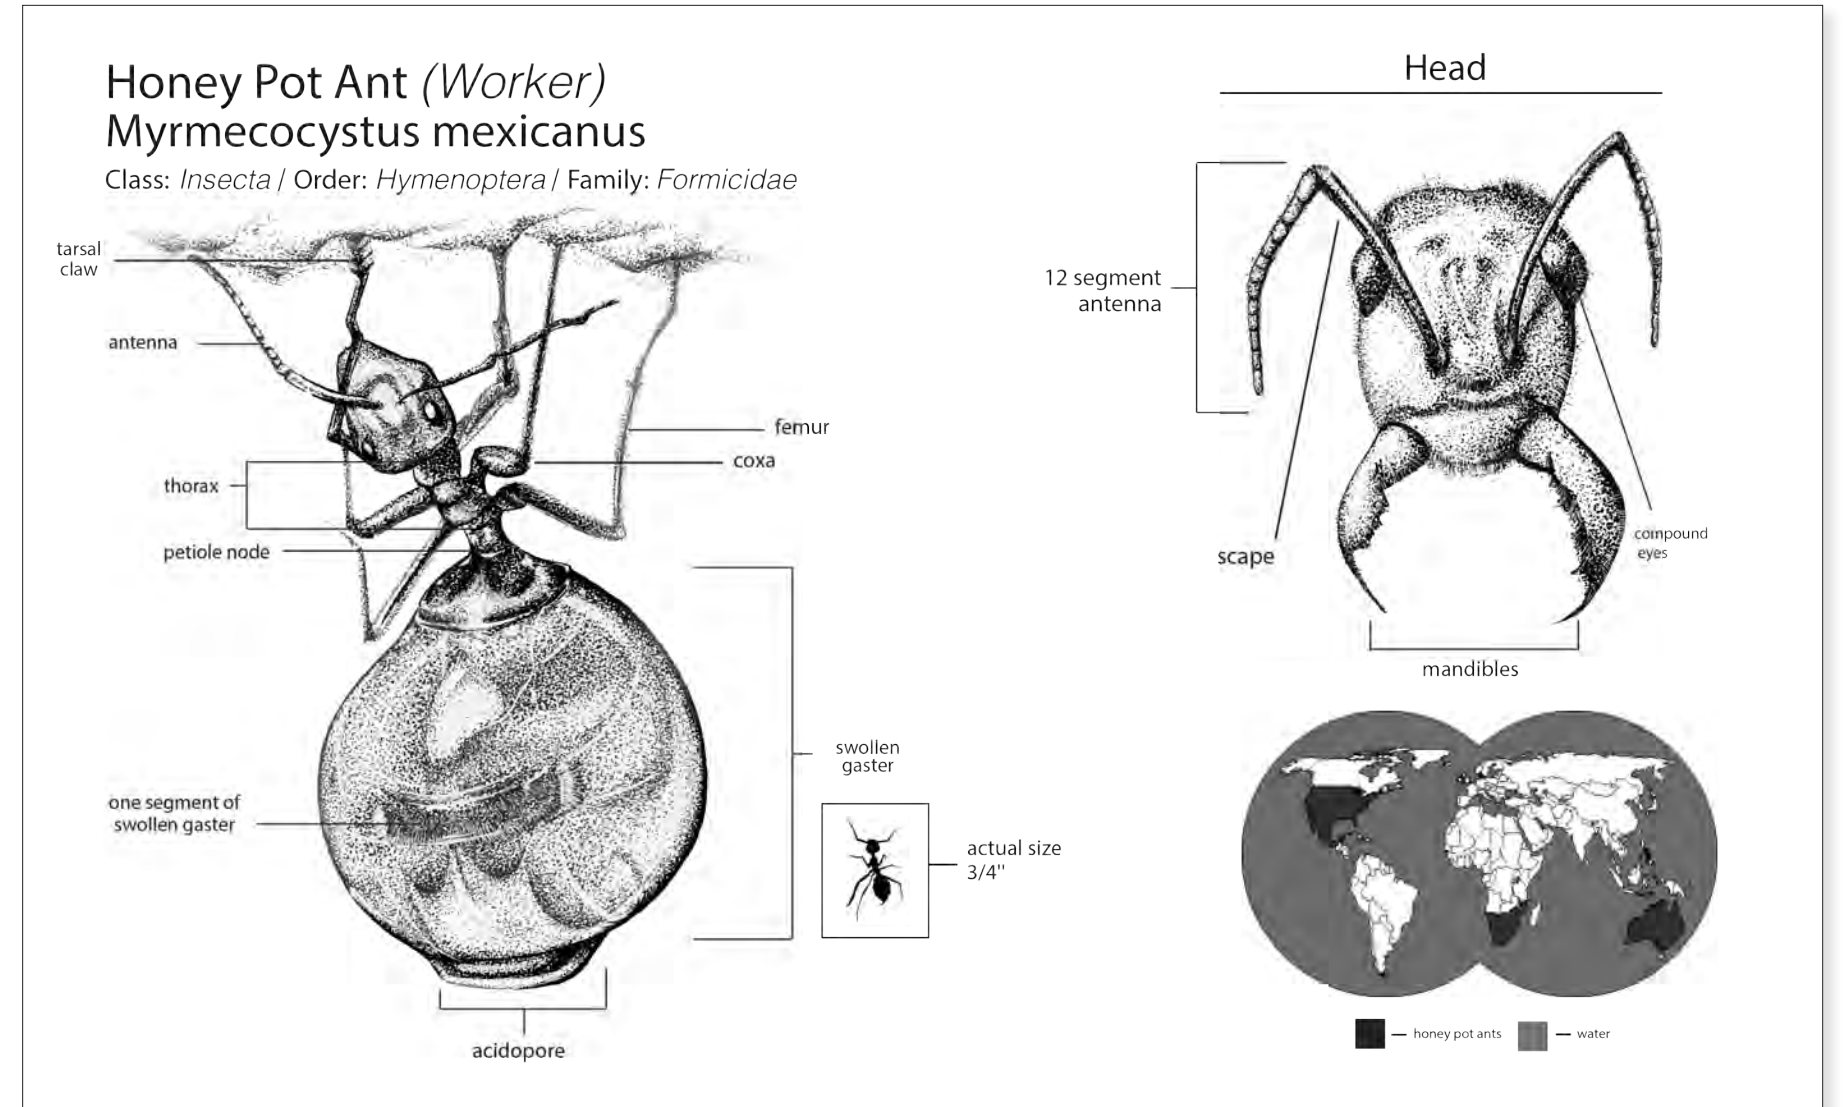 Honey Pot Ant (Worker)
Myrmecocystus mexicanus
Class: Insecta / Order: Hymenoptera / Family: Formicidae
tarsal
claw
antenna
femur
coxa
thorax
petiole node
swollen
gaster
one segment of
swollen gaster
actual size
3/4"
acidopore
Head
12 segment
antenna
scape
compound
eyes
mandibles
honey pot ants
water